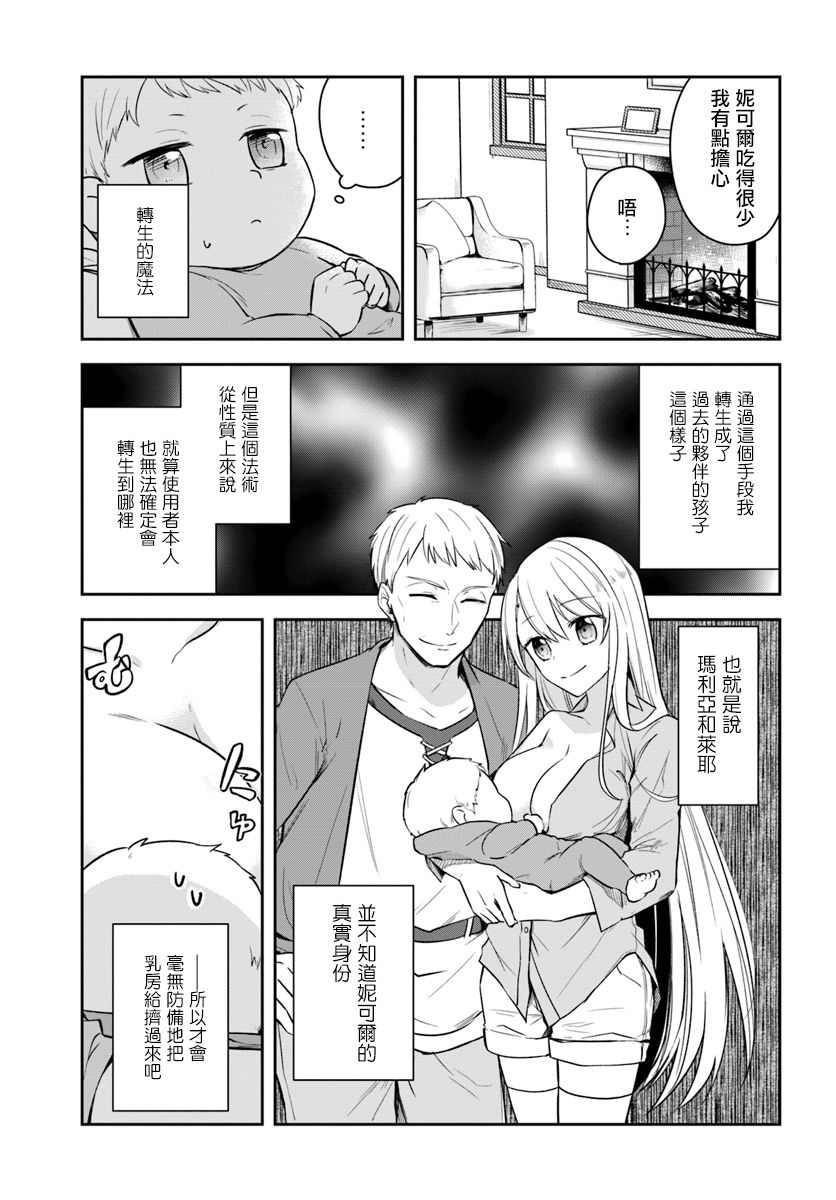 妮可爾吃得很少
我有點擔心
唔…
……
轉生的魔法
通過這個手段我
轉生成了
過去的夥伴的孩子
這個樣子
但是這個法術
從性質上來說
就算使用者本人
也無法確定會
轉生到哪裡
也就是說
瑪利亞和萊耶
並不知道妮可爾的
真實身份
むに
にゅ
——所以才會
毫無防備地把
乳房給擠過來吧